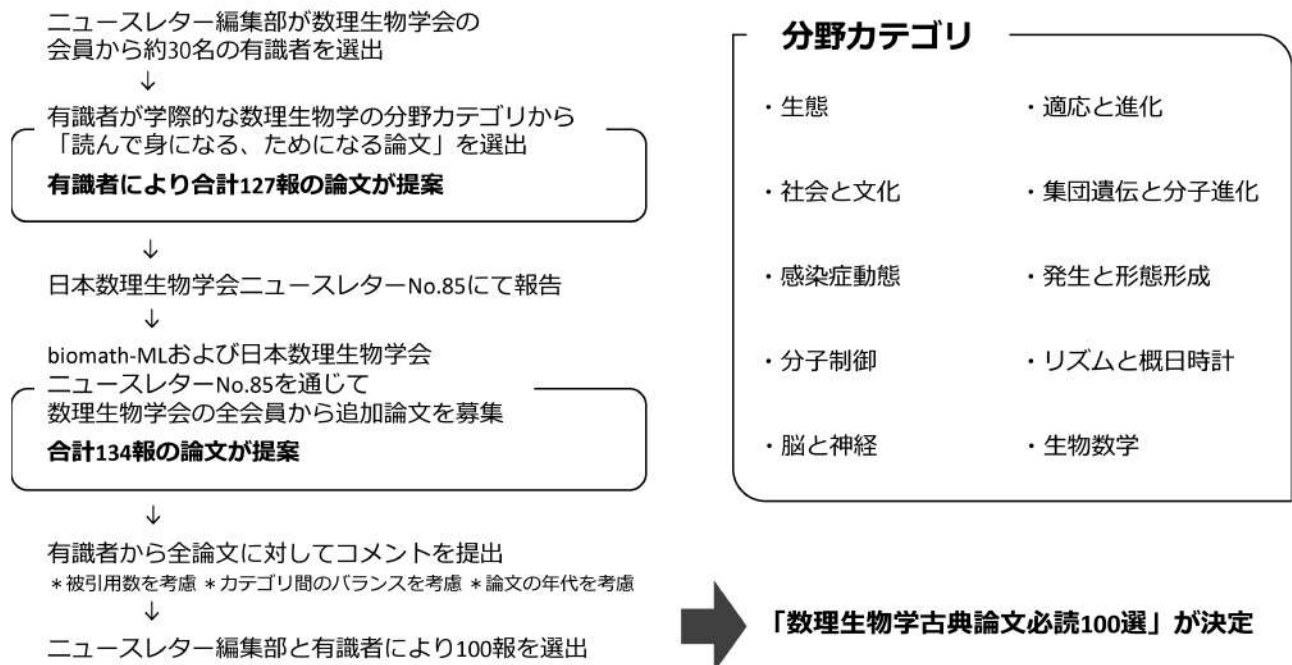 ニュースレター編集部が数理生物学会の
会員から約30名の有識者を選出
↓
有識者が学際的な数理生物学の分野カテゴリから
「読んで身になる、ためになる論文」を選出
有識者により合計127報の論文が提案
↓
日本数理生物学会ニュースレターNo.85にて報告
↓
biomath-MLおよび日本数理生物学会
ニュースレターNo.85を通じて
数理生物学会の全会員から追加論文を募集
合計134報の論文が提案
↓
有識者から全論文に対してコメントを提出
＊被引用数を考慮 ＊カテゴリ間のバランスを考慮 ＊論文の年代を考慮
↓
ニュースレター編集部と有識者により100報を選出
分野カテゴリ
・生態
・適応と進化
・社会と文化
・集団遺伝と分子進化
・感染症動態
・発生と形態形成
・分子制御
・リズムと概日時計
・脳と神経
・生物数学
「数理生物学古典論文必読100選」が決定